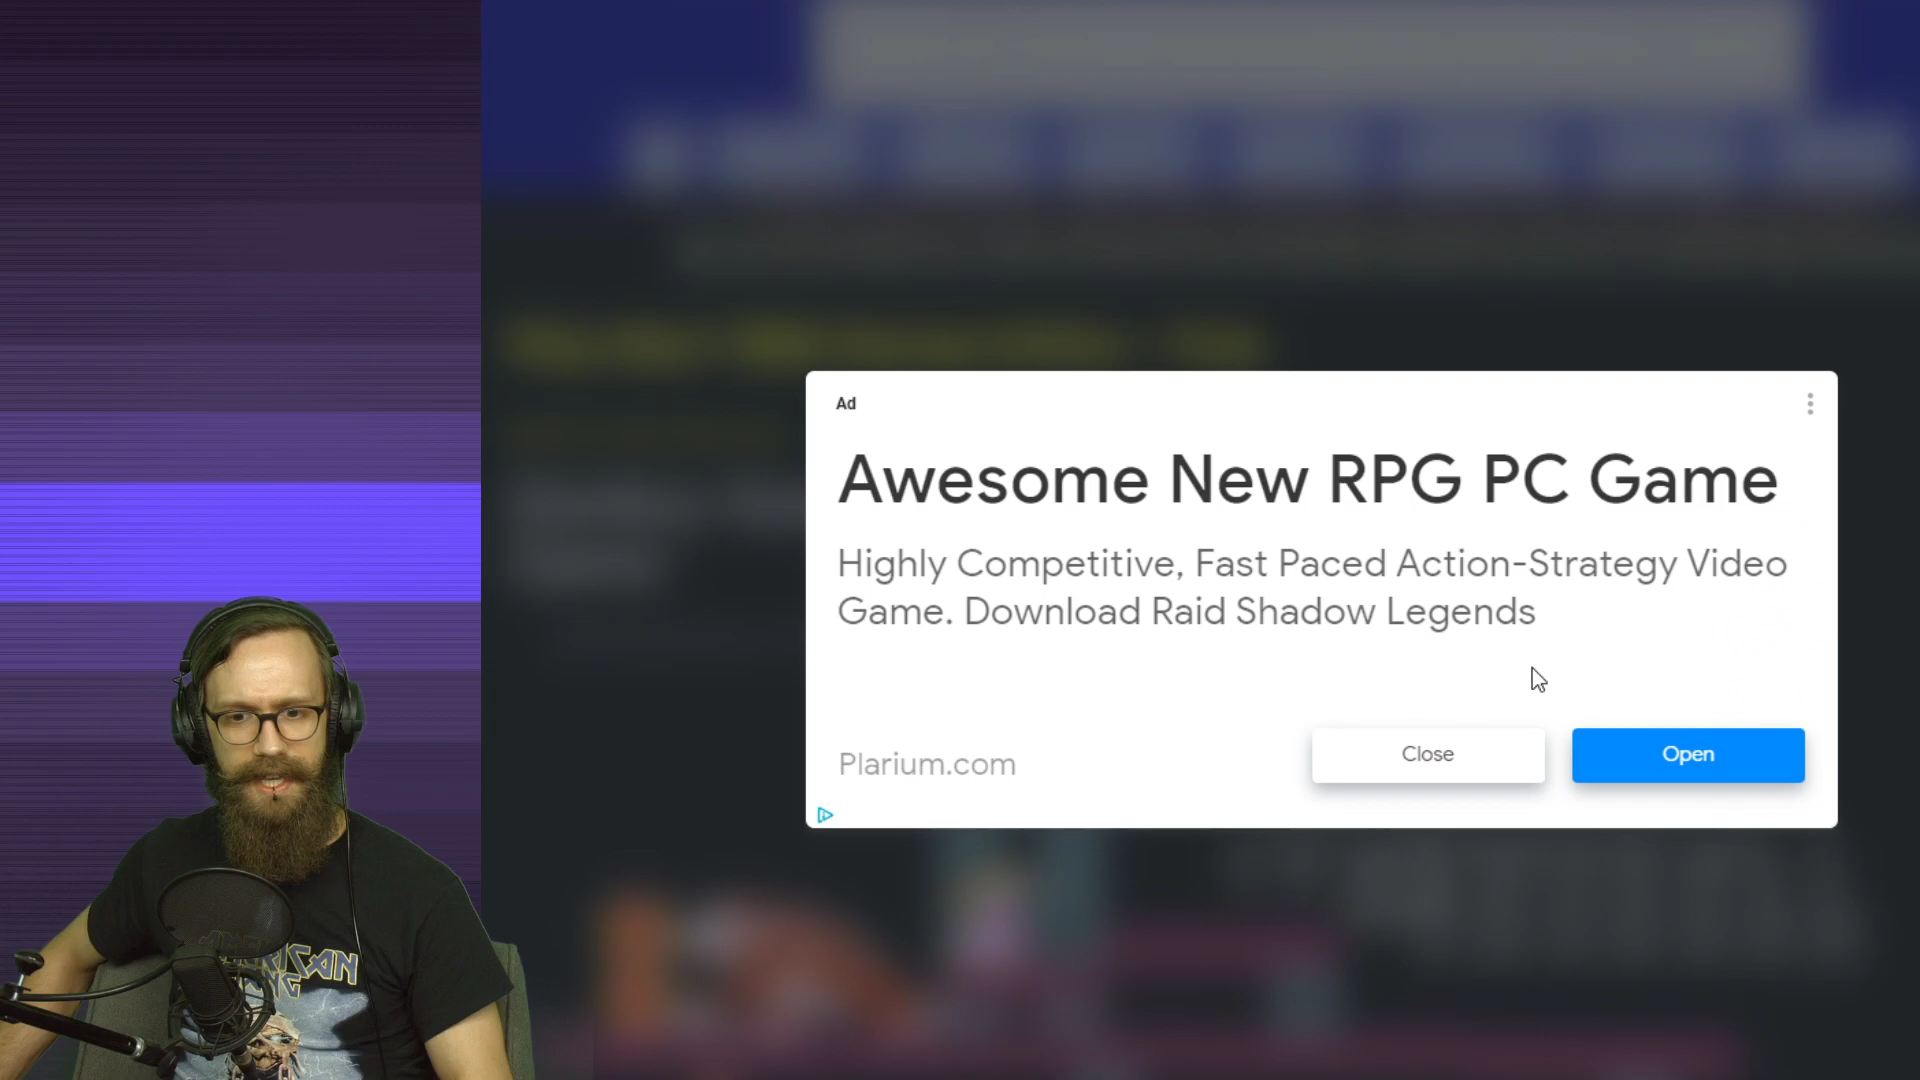 Ad
Awesome New RPG PC Game
Highly Competitive, Fast Paced Action-Strategy Video
Game. Download Raid Shadow Legends
Plarium.com
Close
Open
AMERICAN